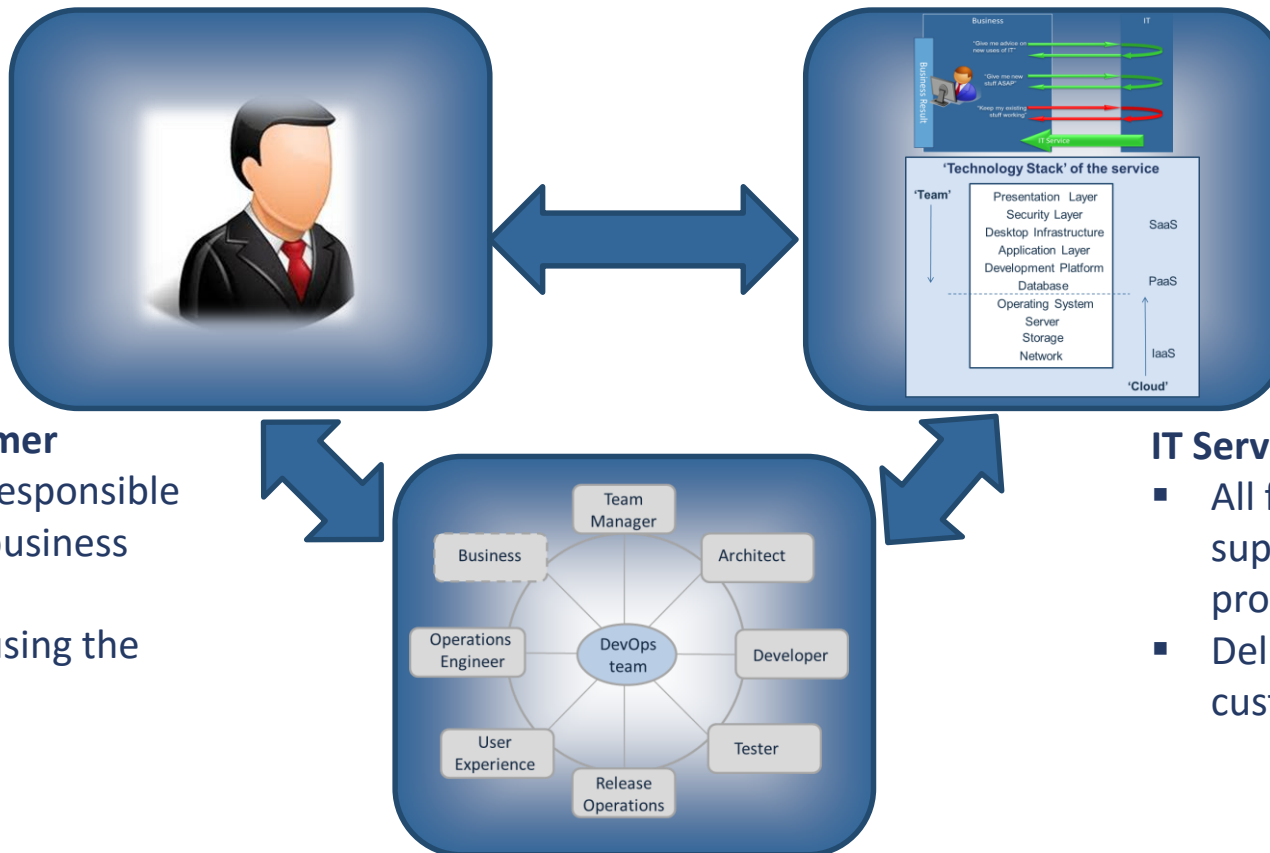 Business
IT
"Give me advice on
new uses of IT"
"Give me new
stuff ASAP"
"Keep my existing
stuff working"
Business Result
IT Service
'Technology Stack' of the service
'Team'
Presentation Layer
Security Layer
Desktop Infrastructure
Application Layer
Development Platform
Database
Operating System
Server
Storage
Network
SaaS
PaaS
IaaS
'Cloud'
mer
esponsible
business
using the
Team
Manager
Business
Architect
Operations
Engineer
DevOps
team
Developer
User
Experience
Tester
Release
Operations
IT Servi
▪ All f
sup
pro
▪ Del
cust